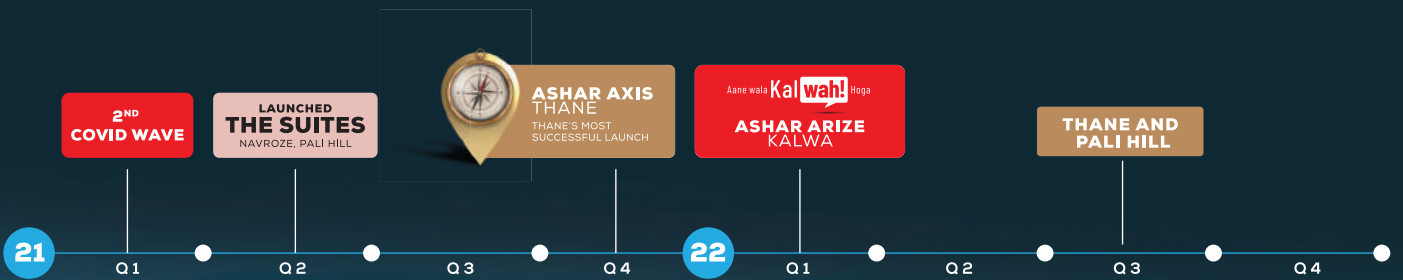 2ND
COVID WAVE
LAUNCHED
THE SUITES
NAVROZE, PALI HILL
ASHAR AXIS
THANE
THANE'S MOST
SUCCESSFUL LAUNCH
Aane wala Kal wah! Hoga
ASHAR ARIZE
KALWA
THANE AND
PALI HILL
21
Q1
Q2
Q3
Q4
22
Q1
Q2
Q3
Q4